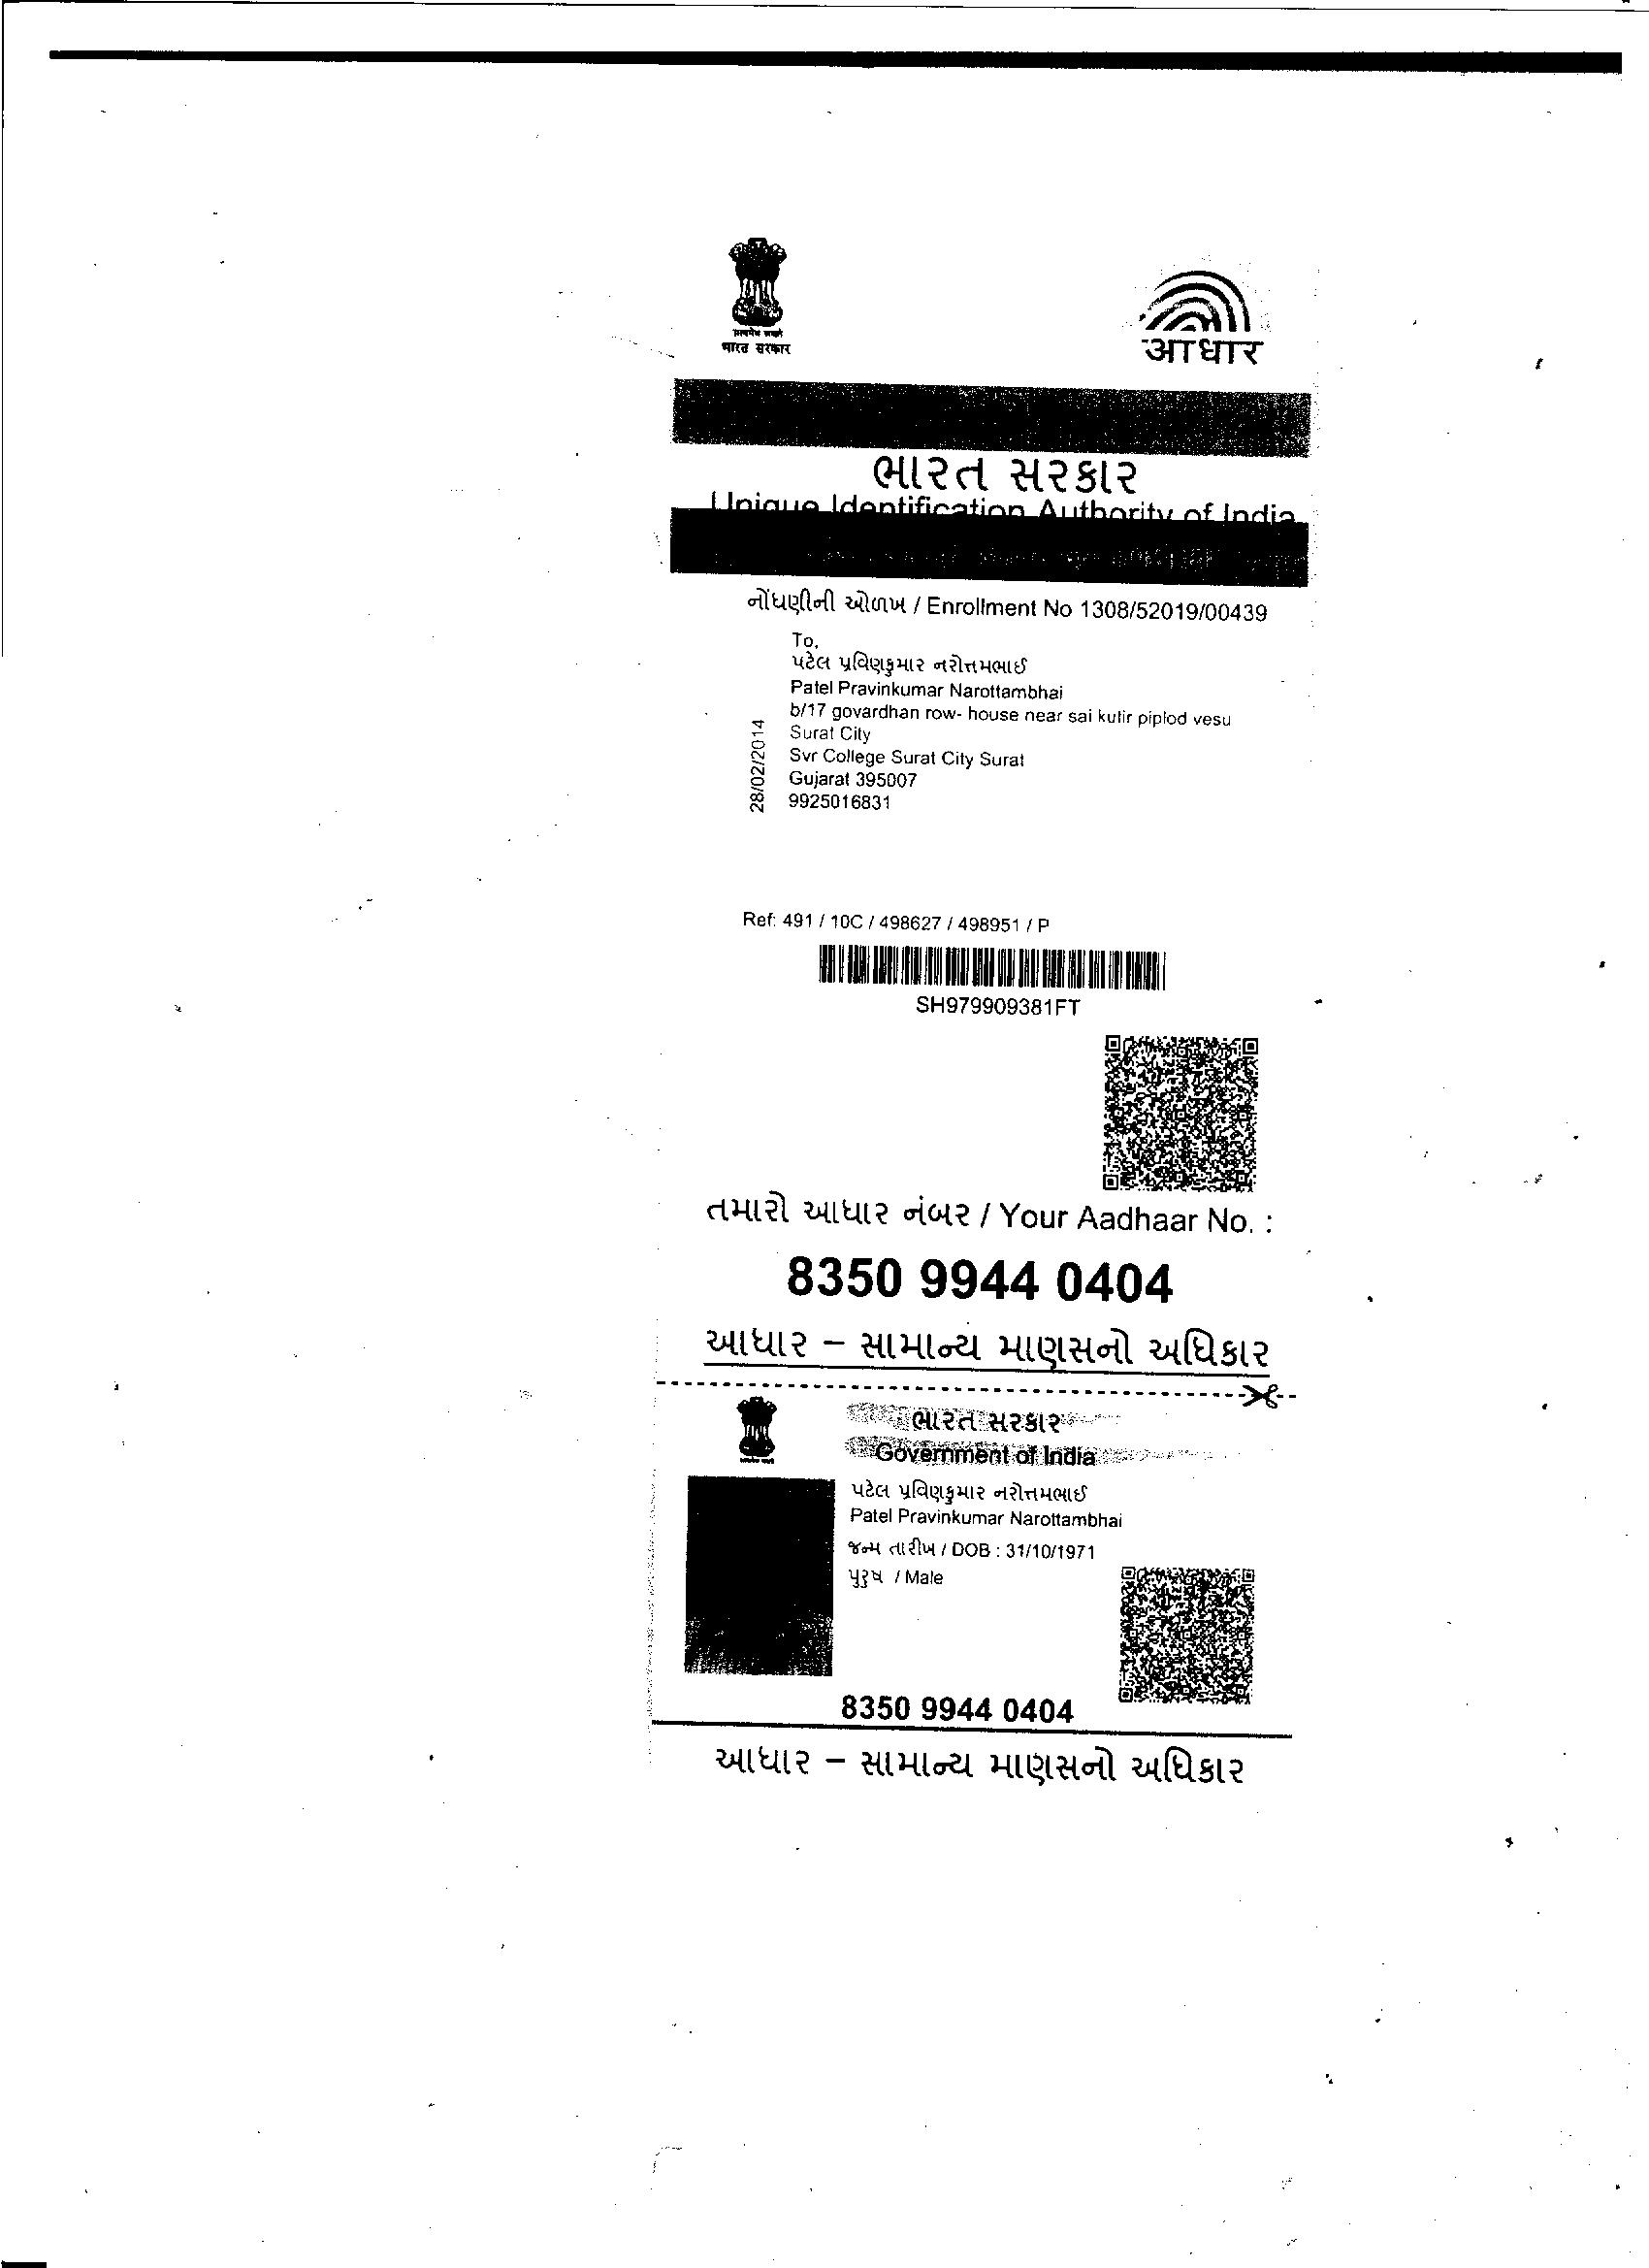 भारत सरकार
आधार
ભારત સરકાર
Unique Identification Authority of India
નોંધણીની ઓળખ / Enrollment No 1308/52019/00439
To,
પટેલ પ્રવિણકુમાર નરોત્તમભાઈ
Patel Pravinkumar Narottambhai
b/17 govardhan row- house near sai kutir piplod vesu
Surat City
Svr College Surat City Surat
Gujarat 395007
9925016831
28/02/2014
Ref: 491 / 10C / 498627 / 498951 / P
SH979909381FT
તમારો આધાર નંબર / Your Aadhaar No. :
8350 9944 0404
આધાર – સામાન્ય માણસનો અધિકાર
ભારત સરકાર
Government of India
પટેલ પ્રવિણકુમાર નરોત્તમભાઈ
Patel Pravinkumar Narottambhai
જન્મ તારીખ / DOB : 31/10/1971
પુરુષ / Male
8350 9944 0404
આધાર – સામાન્ય માણસનો અધિકાર